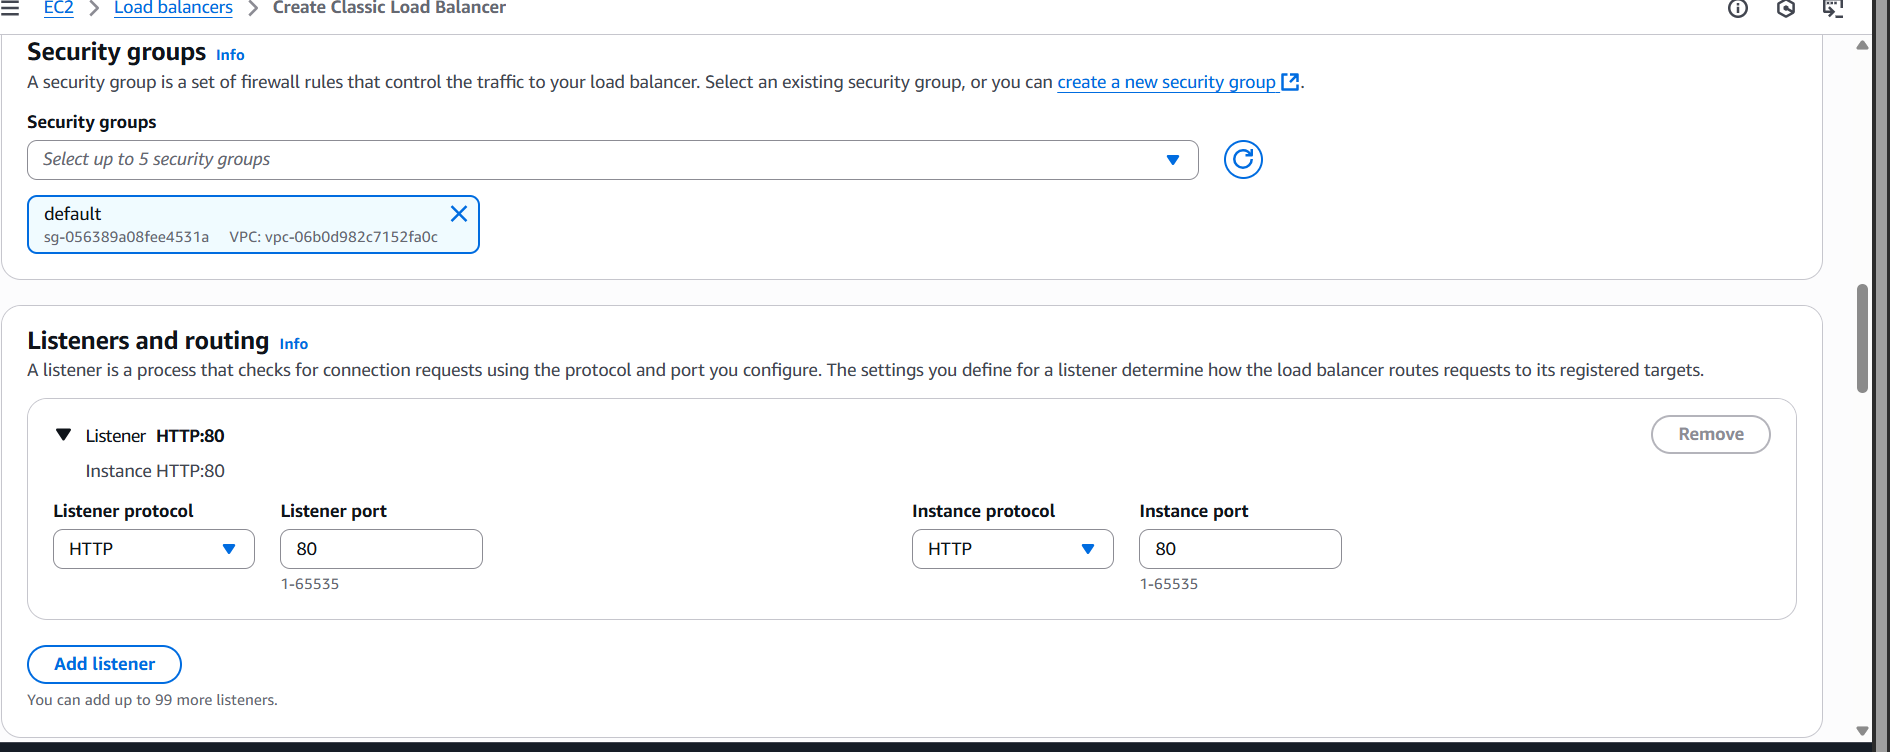 EC2 > Load balancers > Create Classic Load Balancer
Security groups Info
A security group is a set of firewall rules that control the traffic to your load balancer. Select an existing security group, or you can create a new security group.
Security groups
Select up to 5 security groups
default
sg-056389a08fee4531a VPC: vpc-06b0d982c7152fa0c
Listeners and routing Info
A listener is a process that checks for connection requests using the protocol and port you configure. The settings you define for a listener determine how the load balancer routes requests to its registered targets.
Listener HTTP:80 Remove
Instance HTTP:80
Listener protocol Listener port Instance protocol Instance port
HTTP 80 HTTP 80
1-65535 1-65535
Add listener
You can add up to 99 more listeners.